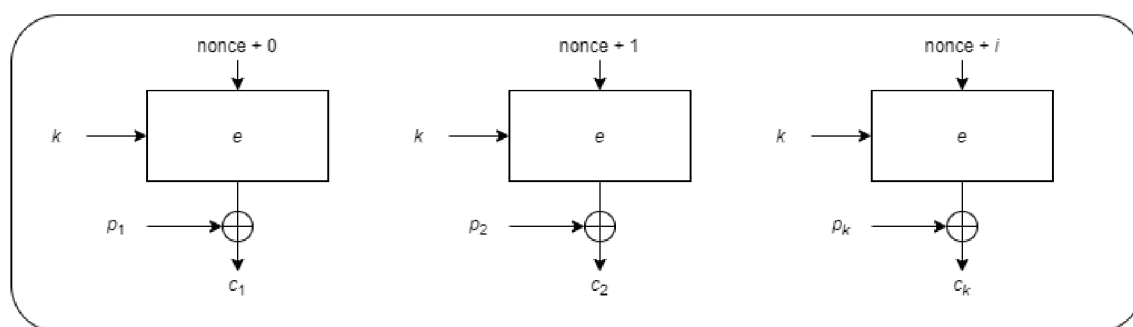 nonce + 0 nonce + 1 nonce + i
k e k e k e
p₁ p₂ pₖ
c₁ c₂ cₖ